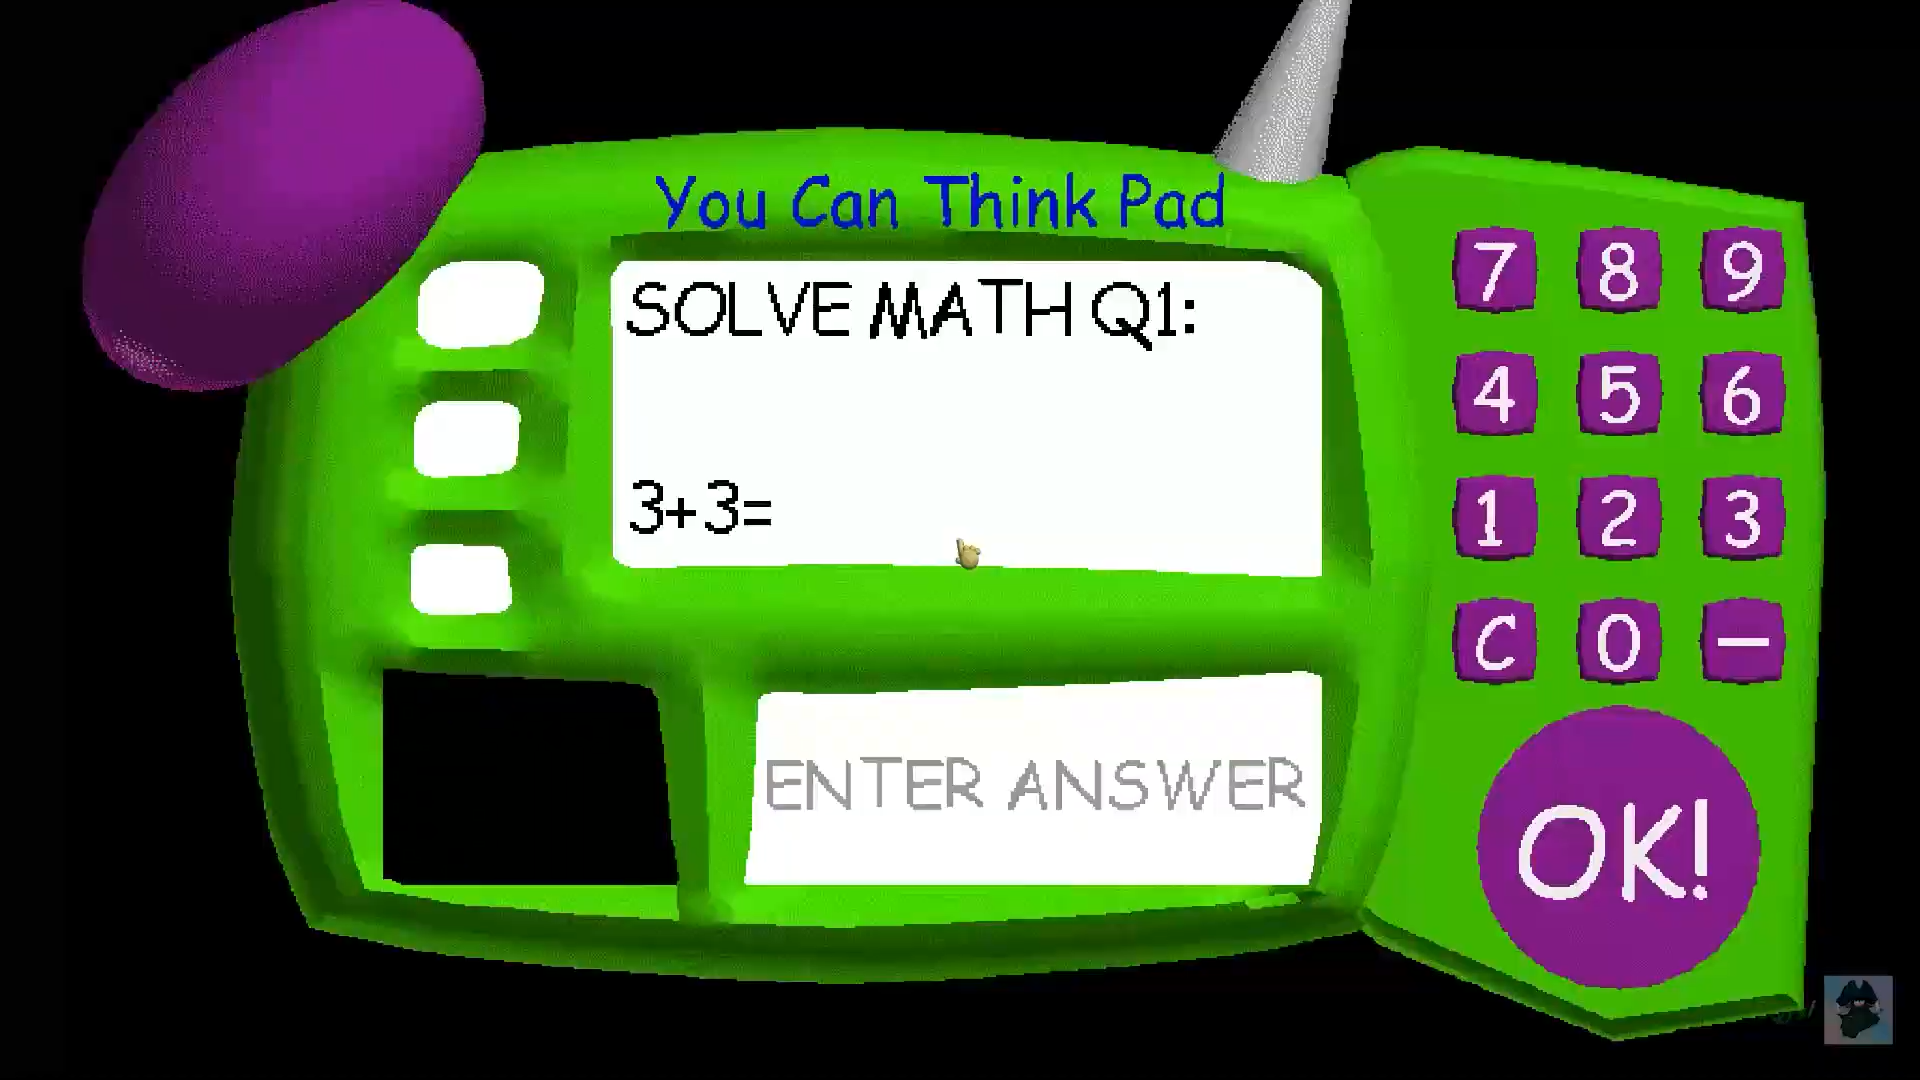 You Can Think Pad
SOLVE MATH Q1:
3+3=
ENTER ANSWER
7 8 9
4 5 6
1 2 3
C 0 −
OK!